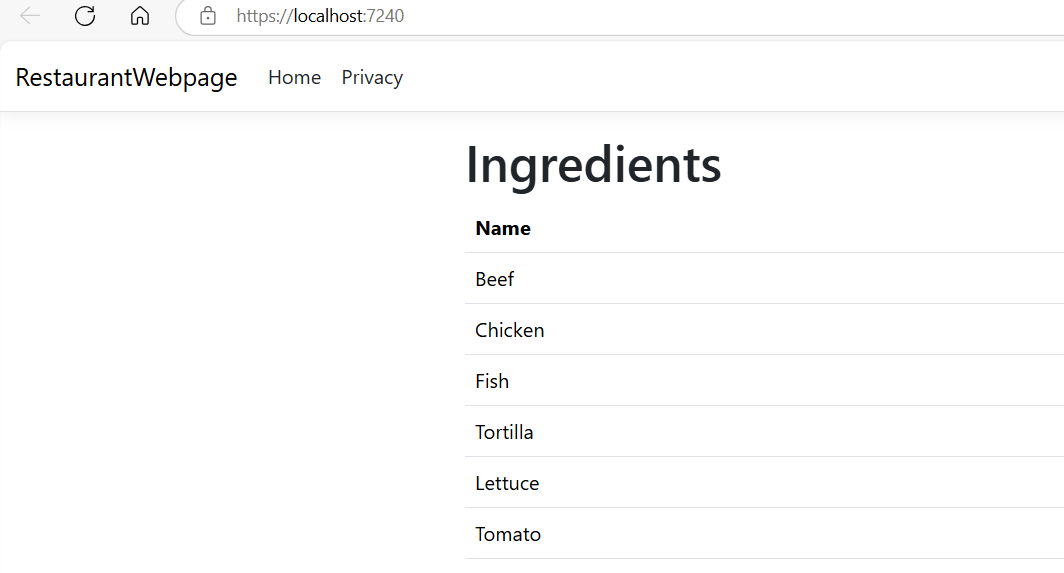 https://localhost:7240
RestaurantWebpage Home Privacy
Ingredients
Name
Beef
Chicken
Fish
Tortilla
Lettuce
Tomato